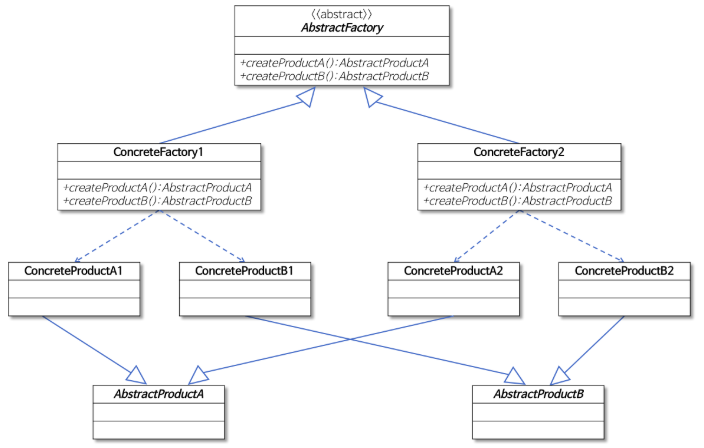 ⟨⟨abstract⟩⟩
AbstractFactory
+createProductA():AbstractProductA
+createProductB():AbstractProductB
ConcreteFactory1
+createProductA():AbstractProductA
+createProductB():AbstractProductB
ConcreteFactory2
+createProductA():AbstractProductA
+createProductB():AbstractProductB
ConcreteProductA1
ConcreteProductB1
ConcreteProductA2
ConcreteProductB2
AbstractProductA
AbstractProductB